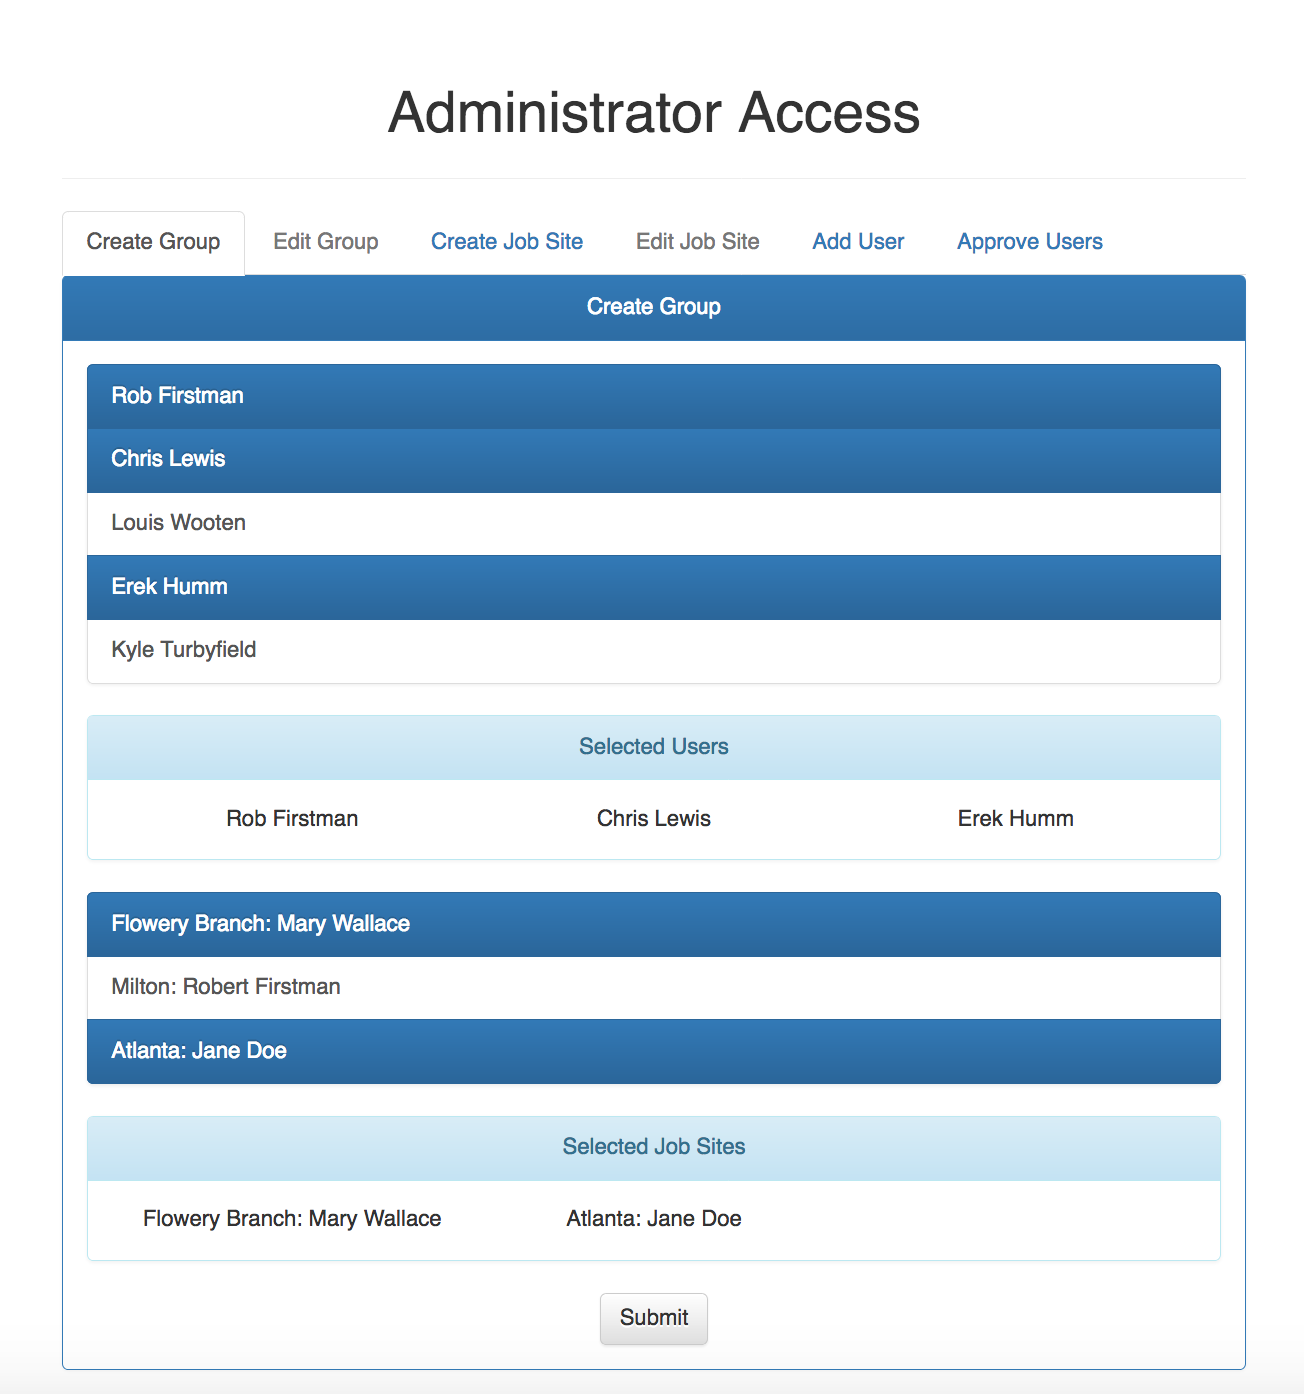 Administrator Access
Create Group Edit Group Create Job Site Edit Job Site Add User Approve Users
Create Group
Rob Firstman
Chris Lewis
Louis Wooten
Erek Humm
Kyle Turbyfield
Selected Users
Rob Firstman Chris Lewis Erek Humm
Flowery Branch: Mary Wallace
Milton: Robert Firstman
Atlanta: Jane Doe
Selected Job Sites
Flowery Branch: Mary Wallace Atlanta: Jane Doe
Submit